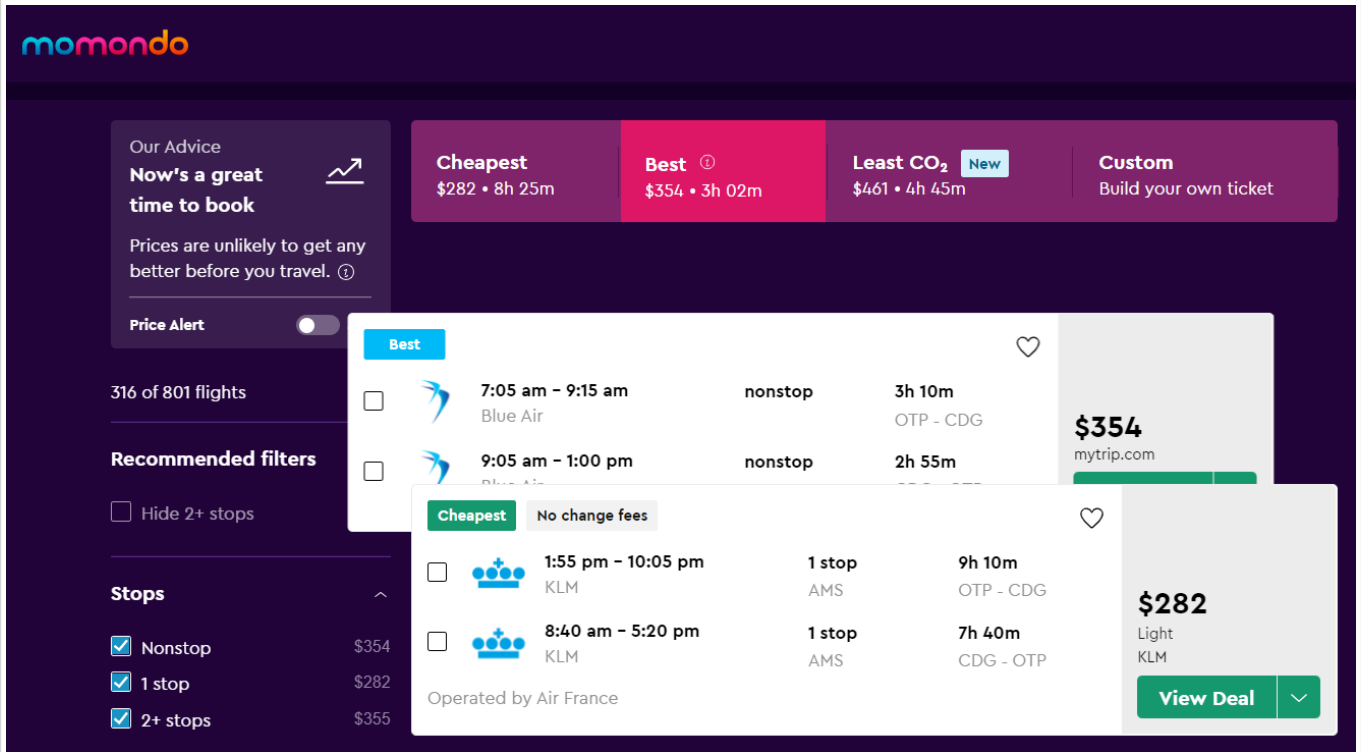 momondo
Our Advice
Now's a great
time to book
Prices are unlikely to get any
better before you travel.
Price Alert
316 of 801 flights
Recommended filters
Hide 2+ stops
Stops
Nonstop $354
1 stop $282
2+ stops $355
Cheapest
$282 • 8h 25m
Best
$354 • 3h 02m
Least CO₂ New
$461 • 4h 45m
Custom
Build your own ticket
Best
7:05 am – 9:15 am nonstop 3h 10m
Blue Air OTP - CDG
9:05 am – 1:00 pm nonstop 2h 55m
$354
mytrip.com
Cheapest No change fees
1:55 pm – 10:05 pm 1 stop 9h 10m
KLM AMS OTP - CDG
8:40 am – 5:20 pm 1 stop 7h 40m
KLM AMS CDG - OTP
Operated by Air France
$282
Light
KLM
View Deal